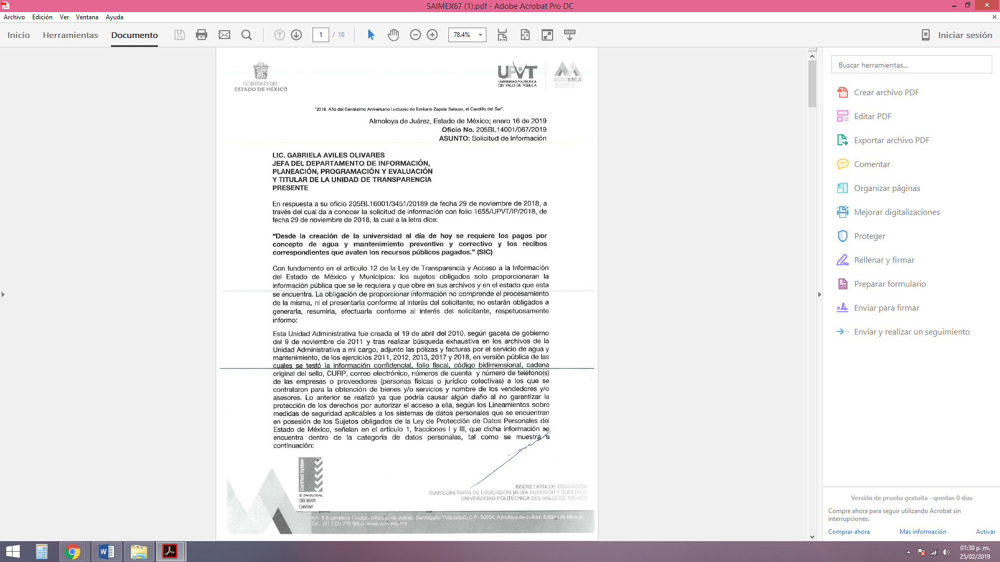 SAIMEX67 (1).pdf - Adobe Acrobat Pro DC
Archivo Edición Ver Ventana Ayuda
Inicio Herramientas Documento 1 / 10 78.4% Iniciar sesión
GOBIERNO DEL
ESTADO DE MÉXICO
UPVT
UNIVERSIDAD POLITÉCNICA
DEL VALLE DE TOLUCA
EDOMÉX
"2019. Año del Centésimo Aniversario Luctuoso de Emiliano Zapata Salazar, el Caudillo del Sur".
Almoloya de Juárez, Estado de México; enero 16 de 2019
Oficio No. 205BL14001/067/2019
ASUNTO: Solicitud de Información
LIC. GABRIELA AVILES OLIVARES
JEFA DEL DEPARTAMENTO DE INFORMACIÓN,
PLANEACIÓN, PROGRAMACIÓN Y EVALUACIÓN
Y TITULAR DE LA UNIDAD DE TRANSPARENCIA
PRESENTE
En respuesta a su oficio 205BL16001/3451/20189 de fecha 29 de noviembre de 2018, a
través del cual da a conocer la solicitud de información con folio 1655/UPVT/IP/2018, de
fecha 29 de noviembre de 2018, la cual a la letra dice:
“Desde la creación de la universidad al día de hoy se requiere los pagos por
concepto de agua y mantenimiento preventivo y correctivo y los recibos
correspondientes que avalen los recursos públicos pagados.” (SIC)
Con fundamento en el artículo 12 de la Ley de Transparencia y Acceso a la Información
del Estado de México y Municipios: los sujetos obligados solo proporcionaran la
información pública que se le requiera y que obre en sus archivos y en el estado que esta
se encuentra. La obligación de proporcionar información no comprende el procesamiento
de la misma, ni el presentarla conforme al interés del solicitante; no estarán obligados a
generarla, resumirla, efectuarla conforme al interés del solicitante, respetuosamente
informo:
Esta Unidad Administrativa fue creada el 19 de abril del 2010, según gaceta de gobierno
del 9 de noviembre de 2011 y tras realizar búsqueda exhaustiva en los archivos de la
Unidad Administrativa a mi cargo, adjunto las pólizas y facturas por el servicio de agua y
mantenimiento, de los ejercicios 2011, 2012, 2013, 2017 y 2018, en versión pública de las
cuales se testó la información confidencial, folio fiscal, código bidimensional, cadena
original del sello, CURP, correo electrónico, números de cuenta y número de teléfono(s)
de las empresas o proveedores (personas físicas o jurídico colectivas) a los que se
contrataron para la obtención de bienes y/o servicios y nombre de los vendedores y/o
asesores. Lo anterior se realizó ya que podría causar algún daño al no garantizar la
protección de los derechos por autorizar el acceso a ella, según los Lineamientos sobre
medidas de seguridad aplicables a los sistemas de datos personales que se encuentran
en posesión de los Sujetos obligados de la Ley de Protección de Datos Personales del
Estado de México, señalan en el artículo 1, fracciones I y III, que dicha información se
encuentra dentro de la categoría de datos personales, tal como se muestra a
continuación:
Certified System
SAI GLOBAL
ISO 9001
Calidad
SECRETARÍA DE EDUCACIÓN
SUBSECRETARÍA DE EDUCACIÓN MEDIA SUPERIOR Y SUPERIOR
UNIVERSIDAD POLITÉCNICA DEL VALLE DE TOLUCA
Km. 5.6 carretera Toluca-Almoloya de Juárez, Santiaguito Tlalcilalcali, C.P. 50904, Almoloya de Juárez, Estado de México
Tel.: (01 722) 276 6060 www.upvt.edu.mx
Buscar herramientas...
Crear archivo PDF
Editar PDF
Exportar archivo PDF
Comentar
Organizar páginas
Mejorar digitalizaciones
Proteger
Rellenar y firmar
Preparar formulario
Enviar para firmar
Enviar y realizar un seguimiento
Versión de prueba gratuita - quedan 0 días
Compre ahora para seguir utilizando Acrobat sin
interrupciones.
Comprar ahora Más información Activar
01:30 p. m.
25/02/2019